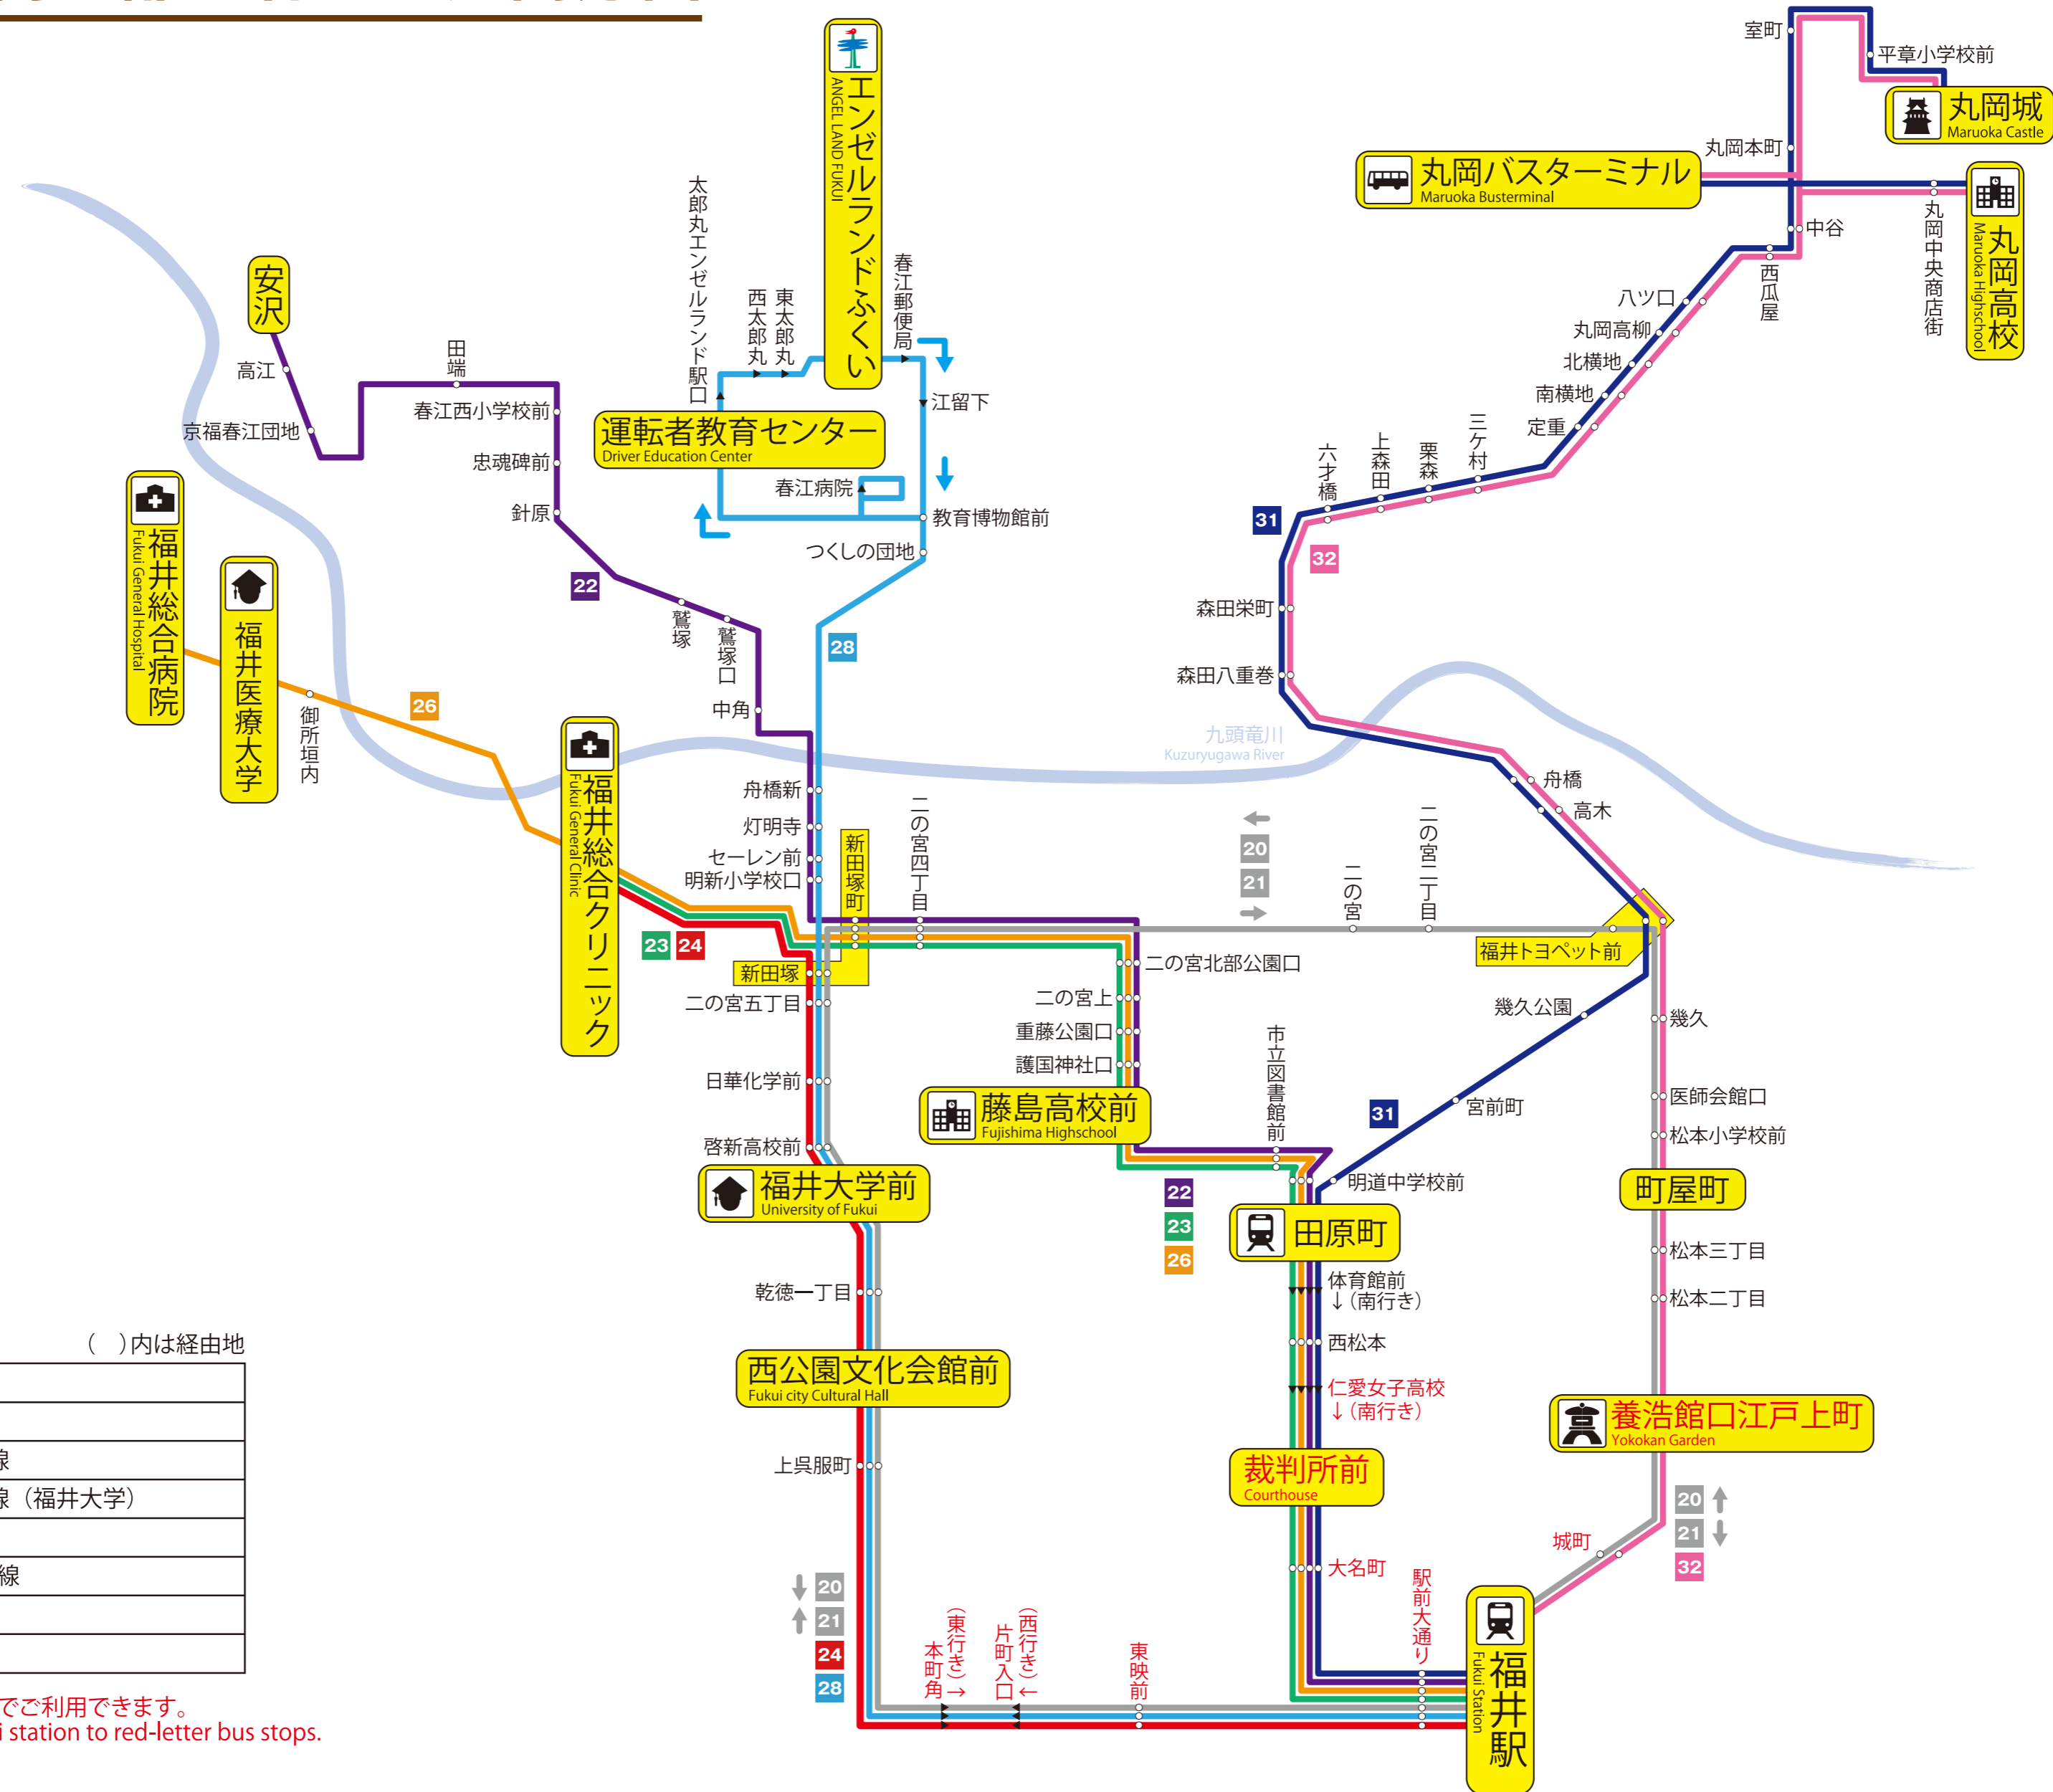 エンゼルランドふくい
ANGEL LAND FUKUI
室町
平章小学校前
丸岡城
Maruoka Castle
丸岡本町
丸岡バスターミナル
Maruoka Busterminal
丸岡高校
Maruoka Highschool
丸岡中央商店街
中谷
西瓜屋
八ツ口
丸岡高柳
北横地
南横地
定重
三ケ村
栗森
上森田
六才橋
31
32
森田栄町
森田八重巻
九頭竜川
Kuzuryugawa River
舟橋
高木
安沢
高江
京福春江団地
田端
春江西小学校前
忠魂碑前
針原
22
鷲塚
鷲塚口
中角
太郎丸エンゼルランド駅口
西太郎丸
東太郎丸
春江郵便局
江留下
運転者教育センター
Driver Education Center
春江病院
教育博物館前
つくしの団地
28
福井総合病院
Fukui General Hospital
福井医療大学
御所垣内
26
福井総合クリニック
Fukui General Clinic
23
24
舟橋新
灯明寺
セーレン前
明新小学校口
新田塚町
新田塚
二の宮四丁目
20
21
二の宮
二の宮二丁目
福井トヨペット前
二の宮五丁目
日華化学前
啓新高校前
二の宮北部公園口
二の宮上
重藤公園口
護国神社口
藤島高校前
Fujishima Highschool
市立図書館前
幾久公園
宮前町
31
明道中学校前
幾久
医師会館口
松本小学校前
町屋町
松本三丁目
松本二丁目
福井大学前
University of Fukui
22
23
26
田原町
体育館前
↓（南行き）
西松本
仁愛女子高校
↓（南行き）
裁判所前
Courthouse
大名町
乾徳一丁目
西公園文化会館前
Fukui city Cultural Hall
上呉服町
養浩館口江戸上町
Yokokan Garden
20
21
32
城町
20
21
24
28
本町角
（東行き）→
片町入口
（西行き）←
東映前
駅前大通り
福井駅
Fukui Station
（　）内は経由地
線
線（福井大学）
線
でご利用できます。
i station to red-letter bus stops.